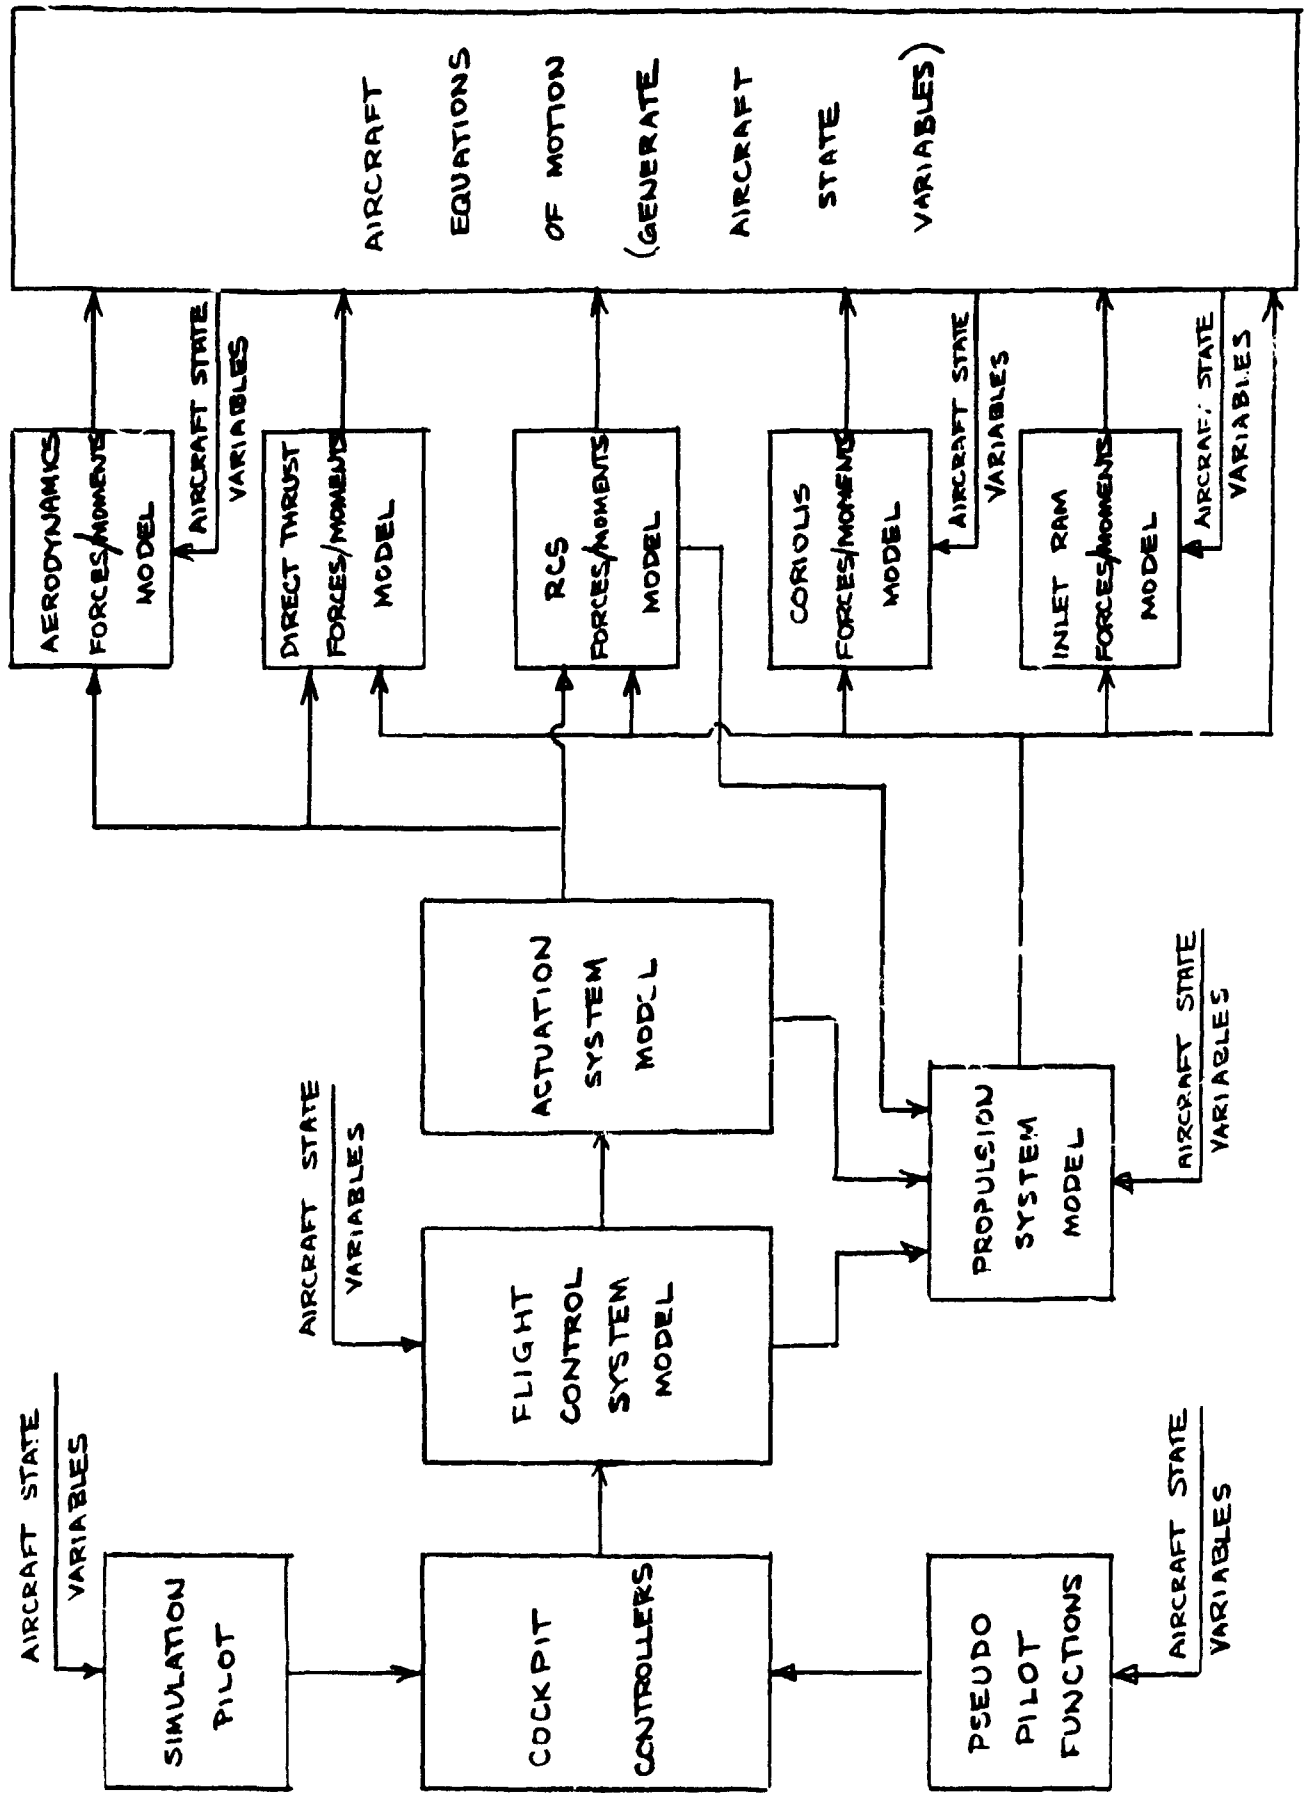 AIRCRAFT STATE
VARIABLES
SIMULATION
PILOT
COCKPIT
CONTROLLERS
PSEUDO
PILOT
FUNCTIONS
AIRCRAFT STATE
VARIABLES
AIRCRAFT STATE
VARIABLES
FLIGHT
CONTROL
SYSTEM
MODEL
ACTUATION
SYSTEM
MODEL
PROPULSION
SYSTEM
MODEL
AIRCRAFT STATE
VARIABLES
AERODYNAMICS
FORCES/MOMENTS
MODEL
AIRCRAFT STATE
VARIABLES
DIRECT THRUST
FORCES/MOMENTS
MODEL
RCS
FORCES/MOMENTS
MODEL
CORIOLIS
FORCES/MOMENTS
MODEL
AIRCRAFT STATE
VARIABLES
INLET RAM
FORCES/MOMENTS
MODEL
AIRCRAFT STATE
VARIABLES
AIRCRAFT
EQUATIONS
OF MOTION
(GENERATE
AIRCRAFT
STATE
VARIABLES)